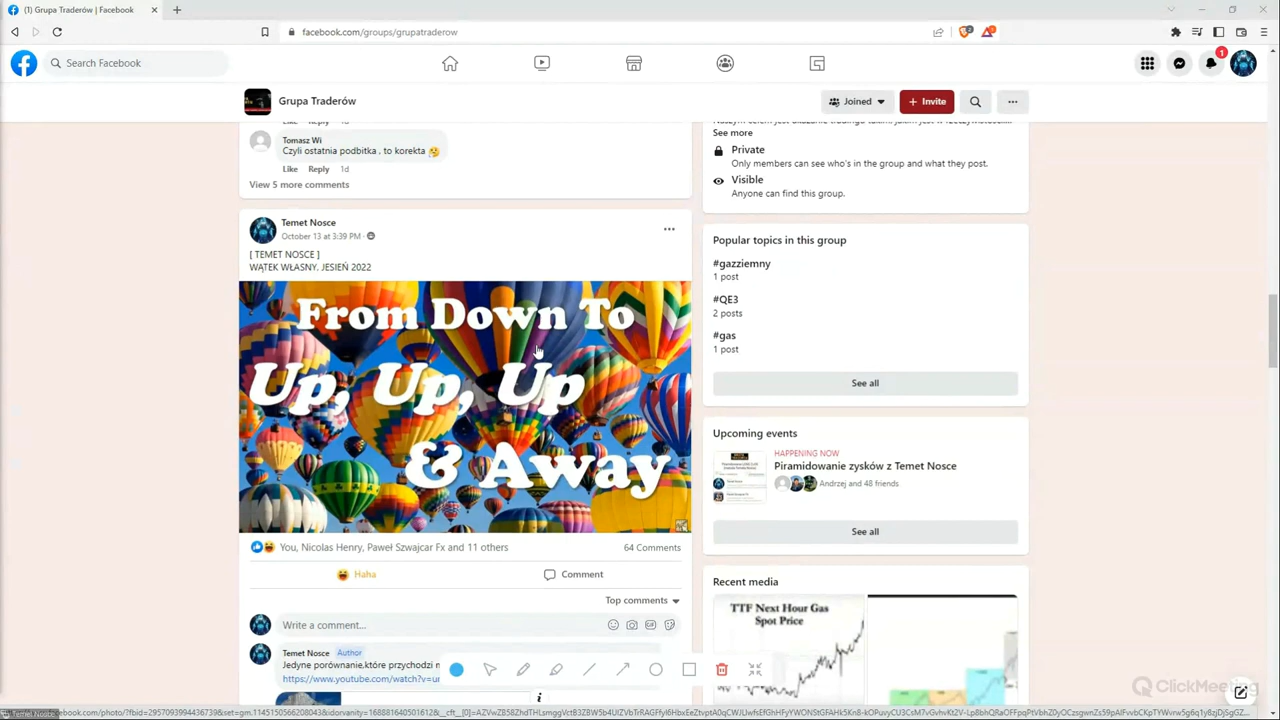 (1) Grupa Traderów | Facebook
facebook.com/groups/grupatraderow
Search Facebook
1
Grupa Traderów
Joined
+ Invite
Like Reply 1d
Tomasz Wi
Czyli ostatnia podbitka , to korekta
Like Reply 1d
View 5 more comments
Temet Nosce
October 13 at 3:39 PM
[ TEMET NOSCE ]
WĄTEK WŁASNY. JESIEŃ 2022
From Down To
Up, Up, Up
& Away
You, Nicolas Henry, Paweł Szwajcar Fx and 11 others
64 Comments
Haha
Comment
Top comments
Write a comment...
Temet Nosce Author
Jedyne porównanie,które przychodzi
https://www.youtube.com/watch?v=
See more
Private
Only members can see who's in the group and what they post.
Visible
Anyone can find this group.
Popular topics in this group
#gazziemny
1 post
#QE3
2 posts
#gas
1 post
See all
Upcoming events
HAPPENING NOW
Piramidowanie zysków z Temet Nosce
Andrzej and 48 friends
See all
Recent media
TTF Next Hour Gas
Spot Price
ClickMeeting